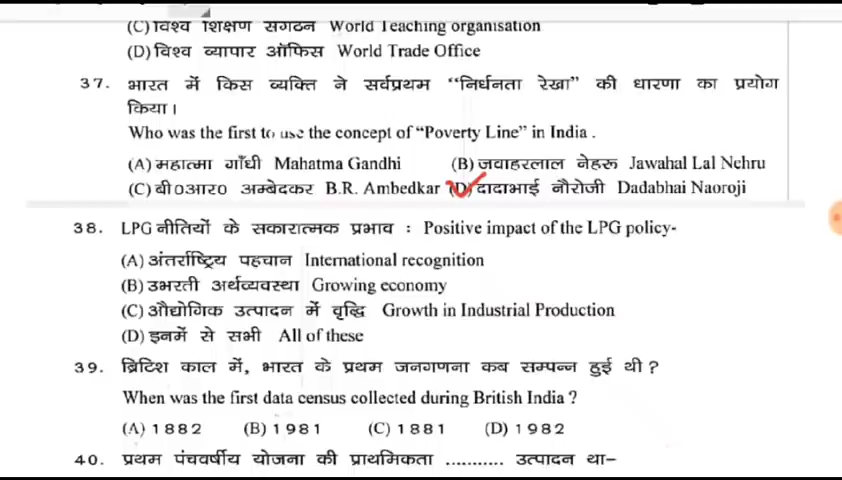 (C) विश्व शिक्षण संगठन World Teaching organisation
(D) विश्व व्यापार ऑफिस World Trade Office
37. भारत में किस व्यक्ति ने सर्वप्रथम "निर्धनता रेखा" की धारणा का प्रयोग
किया।
Who was the first to use the concept of "Poverty Line" in India .
(A) महात्मा गाँधी Mahatma Gandhi (B) जवाहरलाल नेहरू Jawahal Lal Nehru
(C) बी०आर० अम्बेदकर B.R. Ambedkar (D) दादाभाई नौरोजी Dadabhai Naoroji
38. LPG नीतियों के सकारात्मक प्रभाव : Positive impact of the LPG policy-
(A) अंतर्राष्ट्रिय पहचान International recognition
(B) उभरती अर्थव्यवस्था Growing economy
(C) औद्योगिक उत्पादन में वृद्धि Growth in Industrial Production
(D) इनमें से सभी All of these
39. ब्रिटिश काल में, भारत के प्रथम जनगणना कब सम्पन्न हुई थी ?
When was the first data census collected during British India ?
(A) 1882 (B) 1981 (C) 1881 (D) 1982
40. प्रथम पंचवर्षीय योजना की प्राथमिकता .......... उत्पादन था–